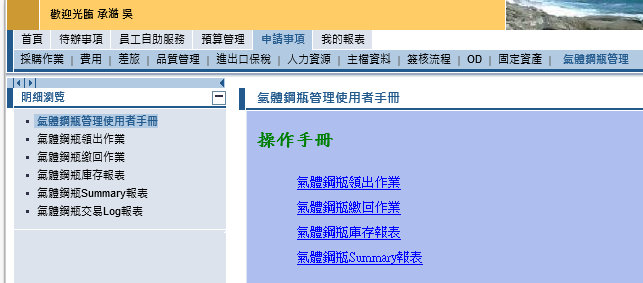 歡迎光臨 承澔 吳
首頁 待辦事項 員工自助服務 預算管理 申請事項 我的報表
採購作業 | 費用 | 差旅 | 品質管理 | 進出口保稅 | 人力資源 | 主檔資料 | 簽核流程 | OD | 固定資產 | 氣體鋼瓶管理
明細瀏覽
氣體鋼瓶管理使用者手冊
氣體鋼瓶領出作業
氣體鋼瓶繳回作業
氣體鋼瓶庫存報表
氣體鋼瓶Summary報表
氣體鋼瓶交易Log報表
氣體鋼瓶管理使用者手冊
操作手冊
氣體鋼瓶領出作業
氣體鋼瓶繳回作業
氣體鋼瓶庫存報表
氣體鋼瓶Summary報表